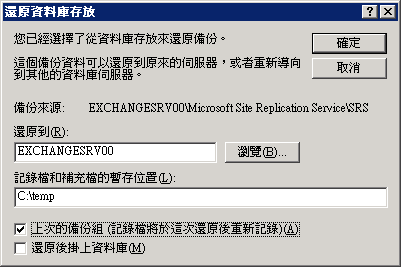 還原資料庫存放
您已經選擇了從資料庫存放來還原備份。
確定
這個備份資料可以還原到原來的伺服器，或者重新導向
到其他的資料庫伺服器。
取消
備份來源: EXCHANGESRV00\Microsoft Site Replication Service\SRS
還原到(R):
EXCHANGESRV00
瀏覽(B)...
記錄檔和補充檔的暫存位置(L):
C:\temp
上次的備份組 (記錄檔將於這次還原後重新記錄)(A)
還原後掛上資料庫(M)